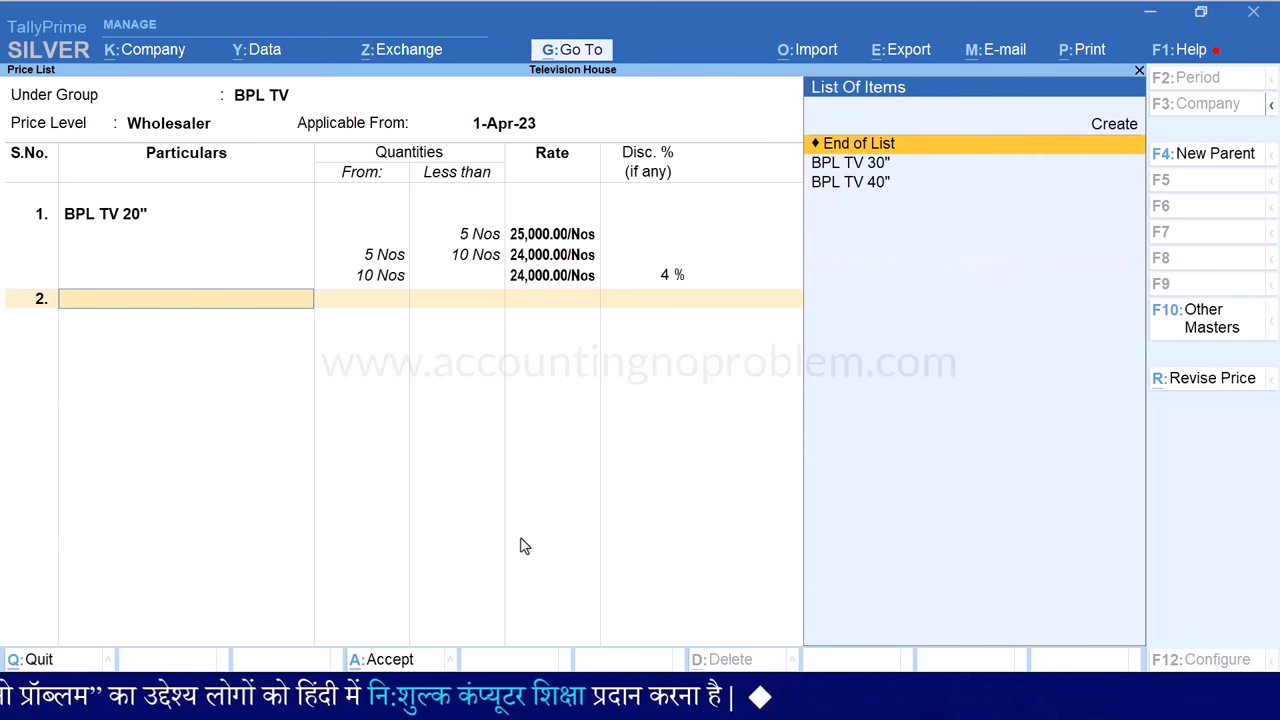 TallyPrime MANAGE
SILVER K:Company Y:Data Z:Exchange G:Go To O:Import E:Export M:E-mail P:Print F1:Help
Price List Television House
Under Group : BPL TV
Price Level : Wholesaler Applicable From: 1-Apr-23
S.No. Particulars Quantities Rate Disc. %
From: Less than (if any)
1. BPL TV 20"
5 Nos 25,000.00/Nos
5 Nos 10 Nos 24,000.00/Nos
10 Nos 24,000.00/Nos 4 %
2.
List Of Items
Create
♦ End of List
BPL TV 30"
BPL TV 40"
F2:Period
F3:Company
F4:New Parent
F5
F6
F7
F8
F9
F10:Other
Masters
R:Revise Price
www.accountingnoproblem.com
Q:Quit A:Accept D:Delete F12:Configure
प्रॉब्लम” का उद्देश्य लोगों को हिंदी में नि:शुल्क कंप्यूटर शिक्षा प्रदान करना है | ◆